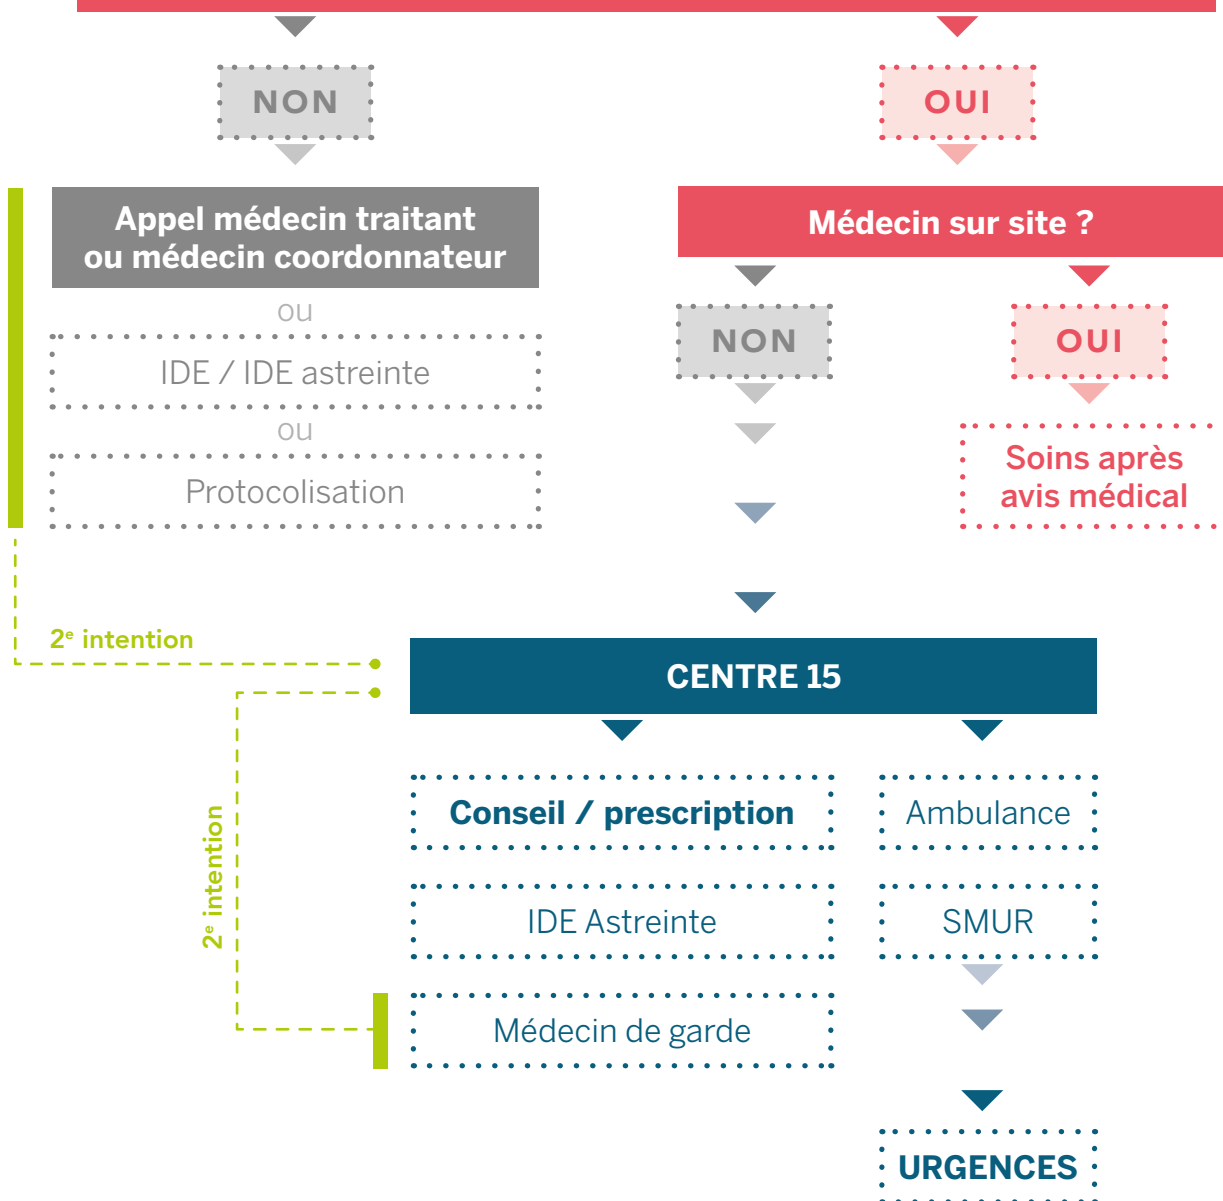 NON
OUI
Appel médecin traitant
ou médecin coordonnateur
ou
IDE / IDE astreinte
ou
Protocolisation
Médecin sur site ?
NON
OUI
Soins après
avis médical
2e intention
CENTRE 15
2e intention
Conseil / prescription
IDE Astreinte
Médecin de garde
Ambulance
SMUR
URGENCES